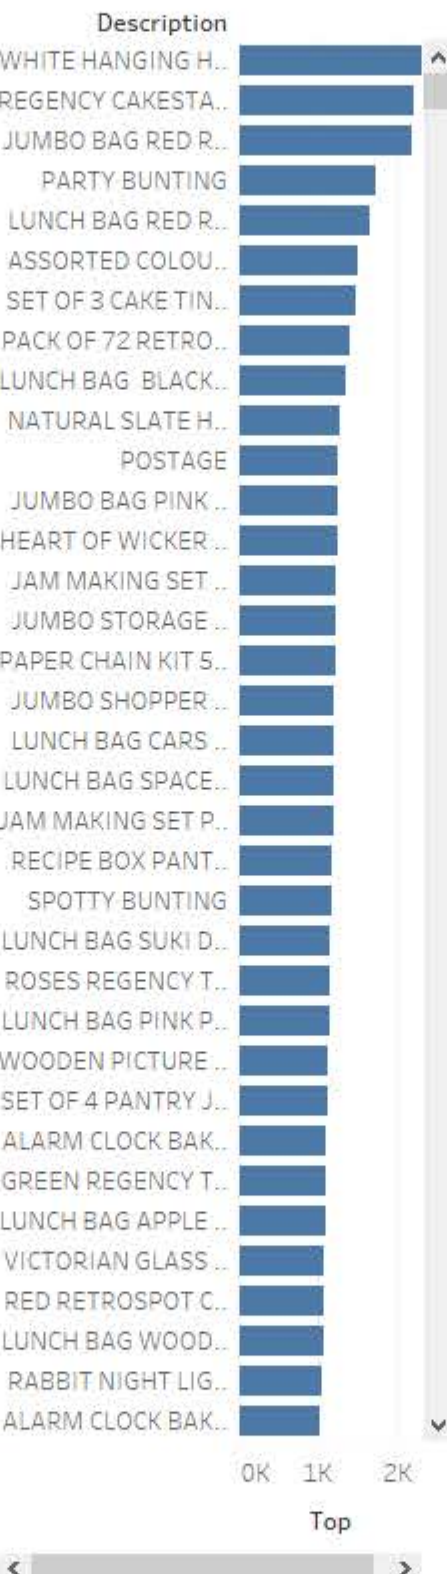 Description
WHITE HANGING H..
REGENCY CAKESTA..
JUMBO BAG RED R..
PARTY BUNTING
LUNCH BAG RED R..
ASSORTED COLOU..
SET OF 3 CAKE TIN..
PACK OF 72 RETRO..
LUNCH BAG  BLACK..
NATURAL SLATE H..
POSTAGE
JUMBO BAG PINK ..
HEART OF WICKER ..
JAM MAKING SET ..
JUMBO STORAGE ..
PAPER CHAIN KIT 5..
JUMBO SHOPPER ..
LUNCH BAG CARS ..
LUNCH BAG SPACE..
JAM MAKING SET P..
RECIPE BOX PANT..
SPOTTY BUNTING
LUNCH BAG SUKI D..
ROSES REGENCY T..
LUNCH BAG PINK P..
WOODEN PICTURE ..
SET OF 4 PANTRY J..
ALARM CLOCK BAK..
GREEN REGENCY T..
LUNCH BAG APPLE ..
VICTORIAN GLASS ..
RED RETROSPOT C..
LUNCH BAG WOOD..
RABBIT NIGHT LIG..
ALARM CLOCK BAK..
0K 1K 2K
Top